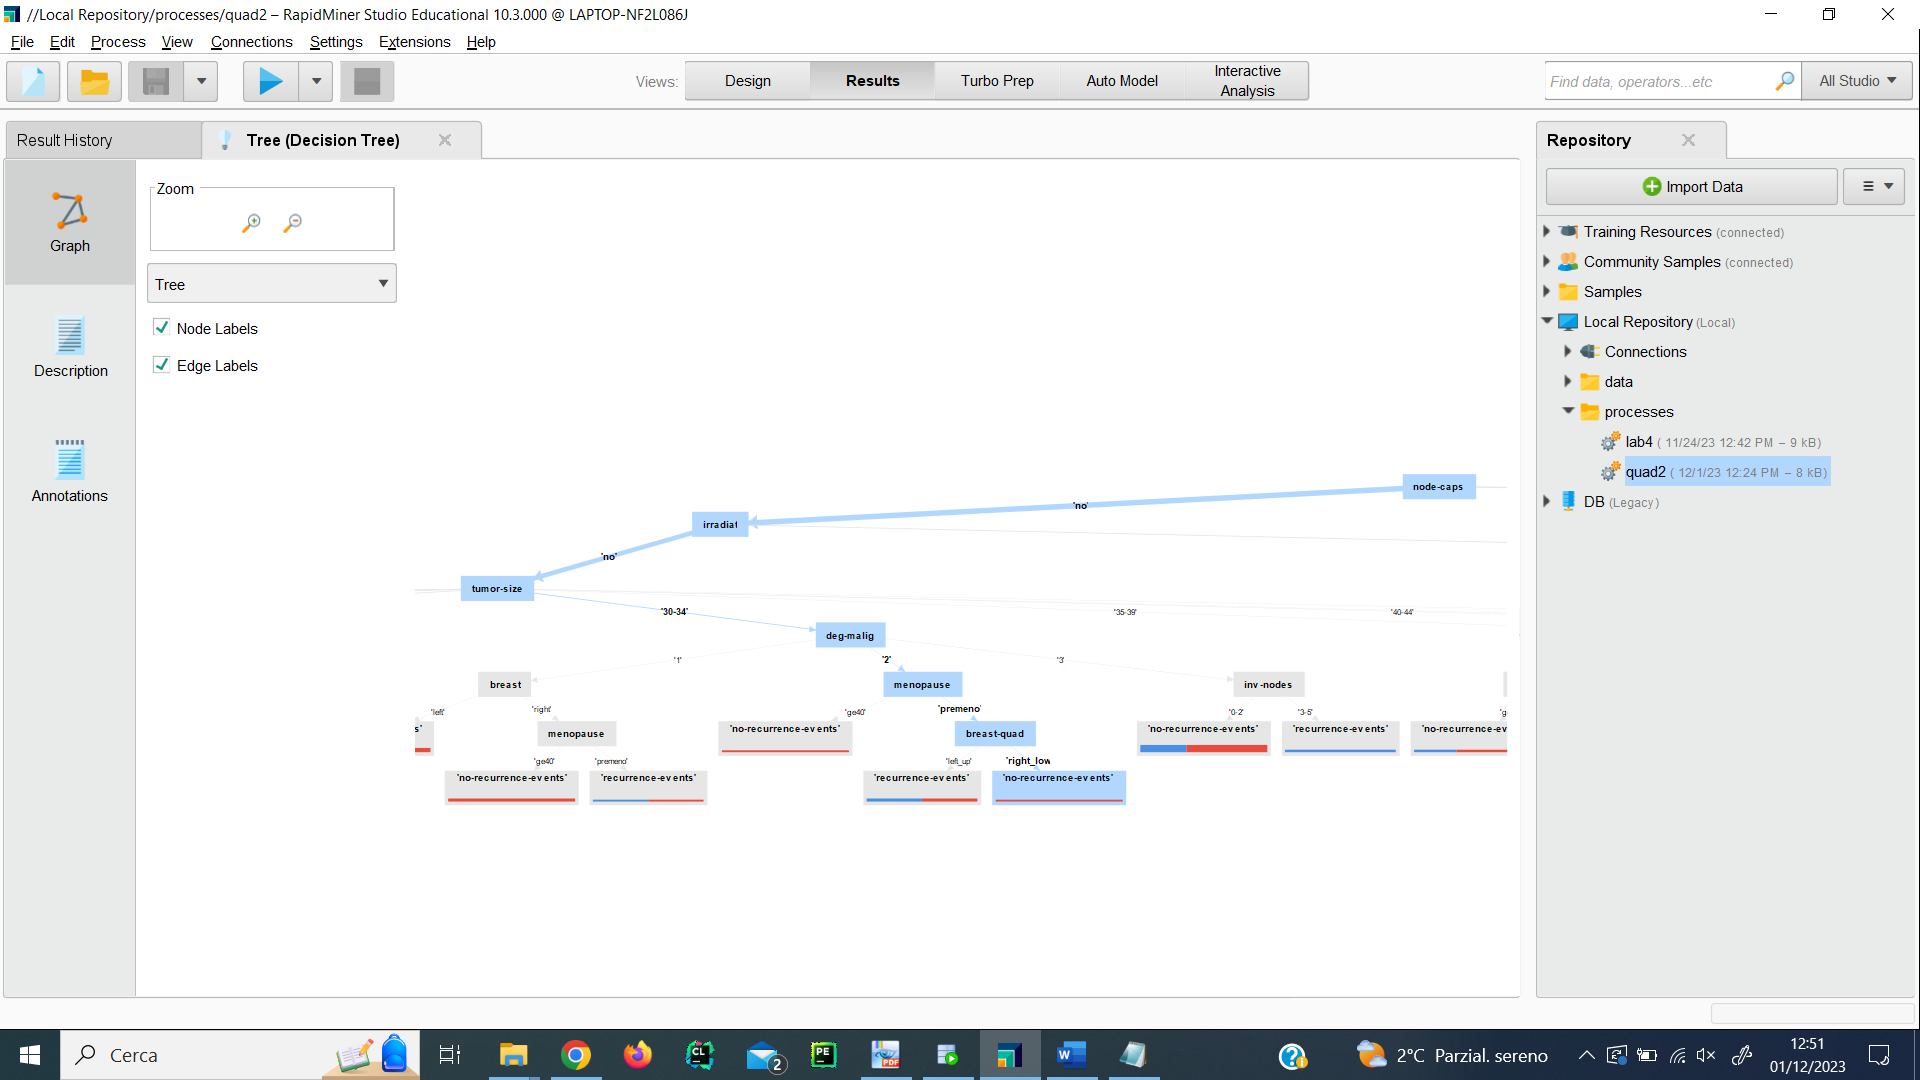 //Local Repository/processes/quad2 – RapidMiner Studio Educational 10.3.000 @ LAPTOP-NF2L086J
File Edit Process View Connections Settings Extensions Help
Views: Design Results Turbo Prep Auto Model Interactive Analysis
Find data, operators...etc All Studio
Result History Tree (Decision Tree)
Zoom
Graph
Tree
Node Labels
Edge Labels
Description
Annotations
node-caps
'no'
irradiat
'no'
tumor-size
'30-34' '35-39' '40-44'
deg-malig
'1' '2' '3'
breast menopause inv-nodes
'left' 'right' 'ge40' 'premeno' '0-2' '3-5'
'no-recurrence-events' 'no-recurrence-events' 'recurrence-events' 'no-recurrence-ev
menopause breast-quad
'ge40' 'premeno' 'left_up' 'right_low
'no-recurrence-events' 'recurrence-events' 'recurrence-events' 'no-recurrence-events'
Repository
Import Data
Training Resources (connected)
Community Samples (connected)
Samples
Local Repository (Local)
Connections
data
processes
lab4 ( 11/24/23 12:42 PM – 9 kB)
quad2 ( 12/1/23 12:24 PM – 8 kB)
DB (Legacy)
Cerca
CL
2
PE
PDF
W
2°C Parzial. sereno
12:51
01/12/2023